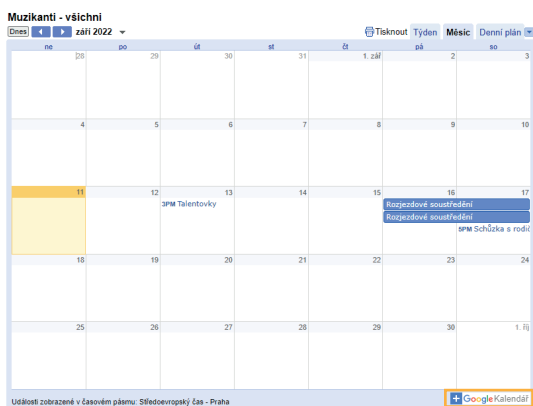 Muzikanti - všichni
Dnes září 2022 Tisknout Týden Měsíc Denní plán
ne po út st čt pá so
28 29 30 31 1. zář 2 3
4 5 6 7 8 9 10
11 12 13 14 15 16 17
3PM Talentovky
Rozjezdové soustředění
Rozjezdové soustředění
5PM Schůzka s rodič
18 19 20 21 22 23 24
25 26 27 28 29 30 1. říj
Události zobrazené v časovém pásmu: Středoevropský čas - Praha
Google Kalendář